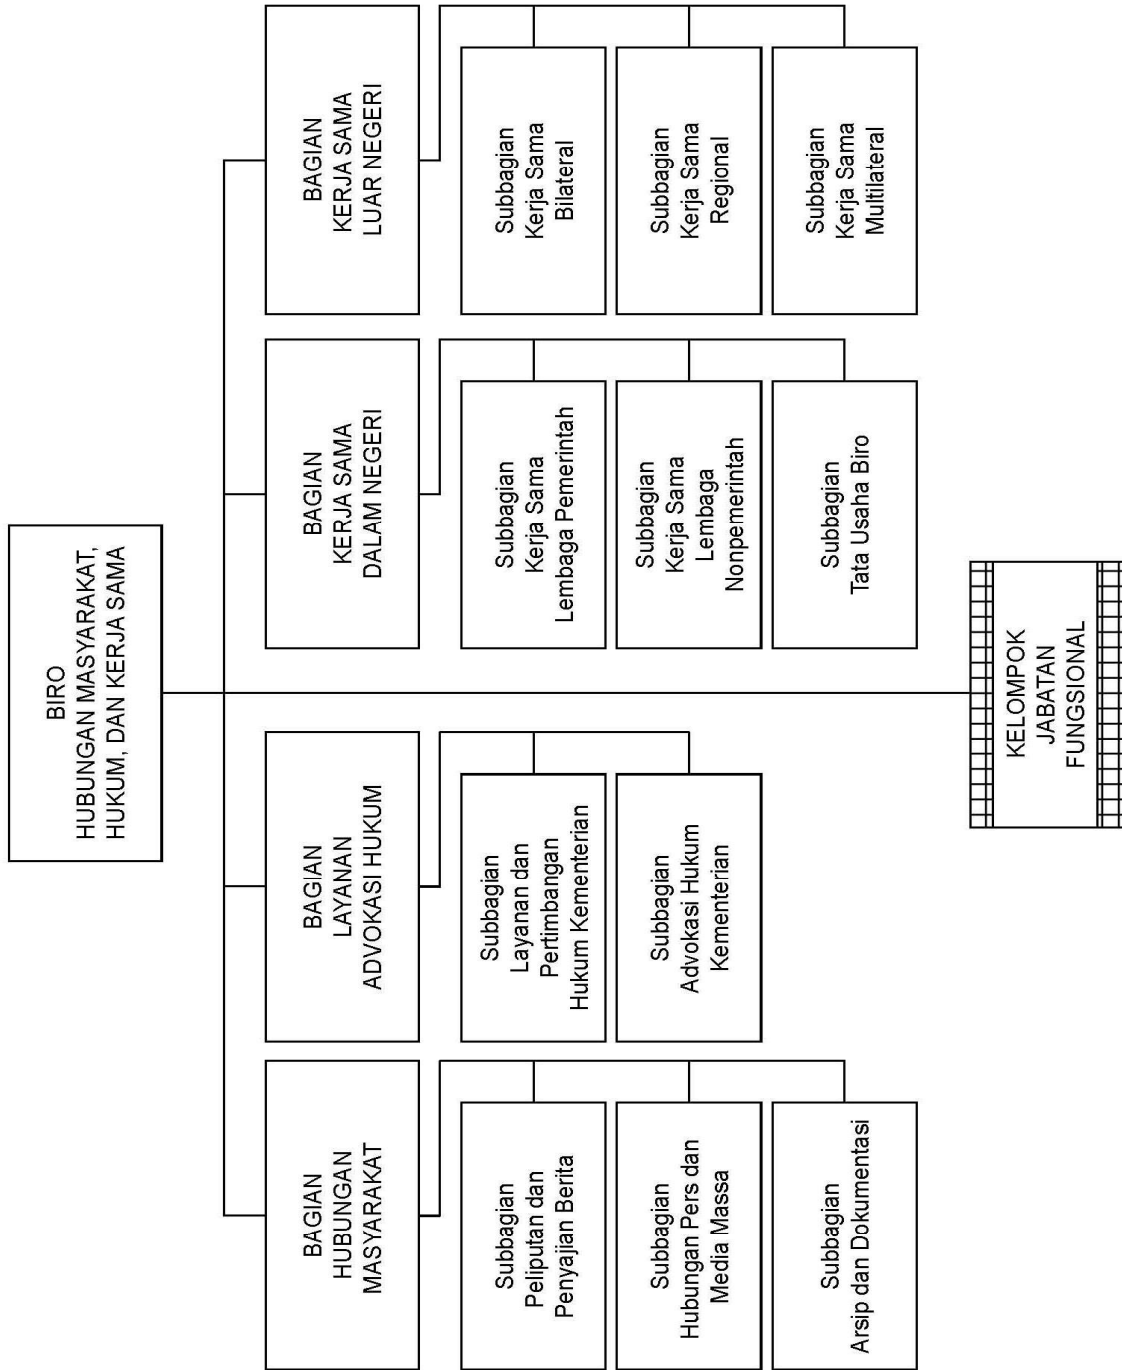 BIRO
HUBUNGAN MASYARAKAT,
HUKUM, DAN KERJA SAMA
BAGIAN
HUBUNGAN
MASYARAKAT
BAGIAN
LAYANAN
ADVOKASI HUKUM
BAGIAN
KERJA SAMA
DALAM NEGERI
BAGIAN
KERJA SAMA
LUAR NEGERI
Subbagian
Peliputan dan
Penyajian Berita
Subbagian
Layanan dan
Pertimbangan
Hukum Kementerian
Subbagian
Kerja Sama
Lembaga Pemerintah
Subbagian
Kerja Sama
Bilateral
Subbagian
Hubungan Pers dan
Media Massa
Subbagian
Advokasi Hukum
Kementerian
Subbagian
Kerja Sama
Lembaga
Nonpemerintah
Subbagian
Kerja Sama
Regional
Subbagian
Arsip dan Dokumentasi
Subbagian
Tata Usaha Biro
Subbagian
Kerja Sama
Multilateral
KELOMPOK
JABATAN
FUNGSIONAL